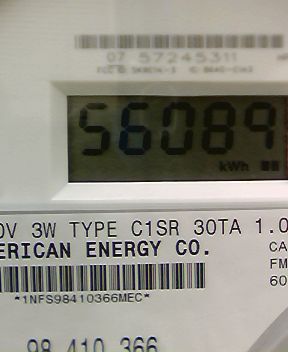 07 57245311
56089
kWh
3W TYPE C1SR 30TA 1.0
ERICAN ENERGY CO.
CA
FM
60
*1NFS98410366MEC*
98 410 366